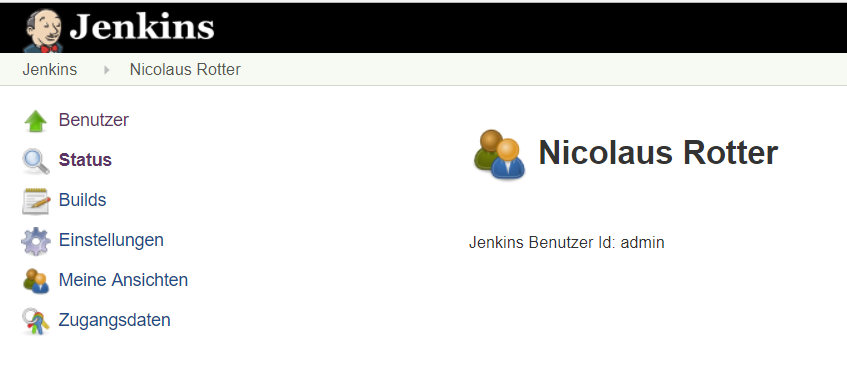 Jenkins
Jenkins Nicolaus Rotter
Benutzer
Status
Builds
Einstellungen
Meine Ansichten
Zugangsdaten
Nicolaus Rotter
Jenkins Benutzer Id: admin